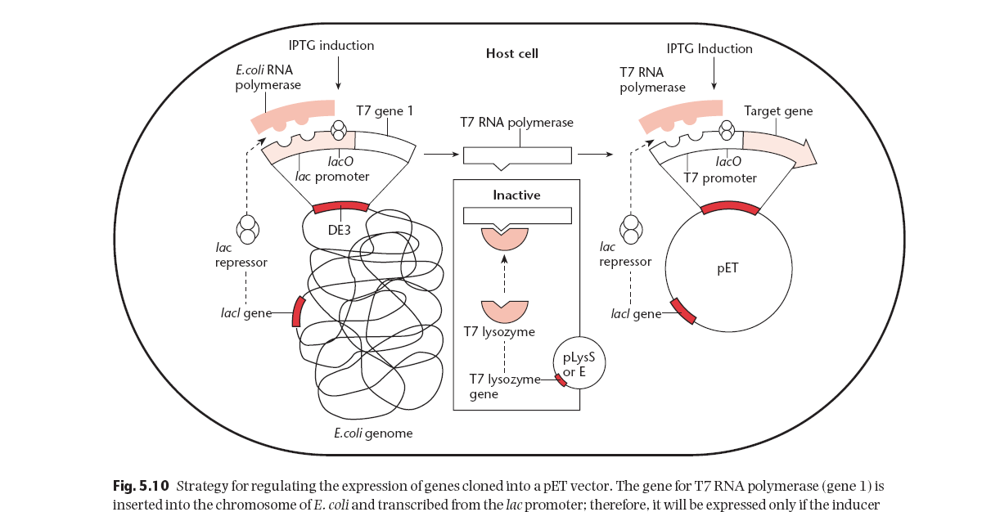 IPTG induction
Host cell
IPTG Induction
E.coli RNA
polymerase
T7 RNA
polymerase
T7 gene 1
Target gene
T7 RNA polymerase
lacO
lac promoter
lacO
T7 promoter
Inactive
DE3
lac
repressor
lac
repressor
pET
lacI gene
T7 lysozyme
lacI gene
pLysS
or E
T7 lysozyme
gene
E.coli genome
Fig. 5.10 Strategy for regulating the expression of genes cloned into a pET vector. The gene for T7 RNA polymerase (gene 1) is
inserted into the chromosome of E. coli and transcribed from the lac promoter; therefore, it will be expressed only if the inducer